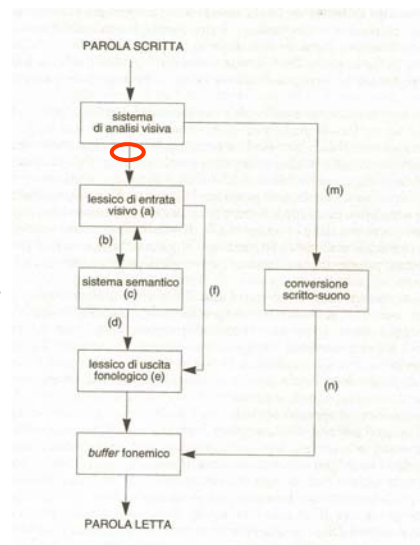 PAROLA SCRITTA
sistema
di analisi visiva
(m)
lessico di entrata
visivo (a)
(b)
sistema semantico
(c)
(f)
conversione
scritto-suono
(d)
lessico di uscita
fonologico (e)
(n)
buffer fonemico
PAROLA LETTA